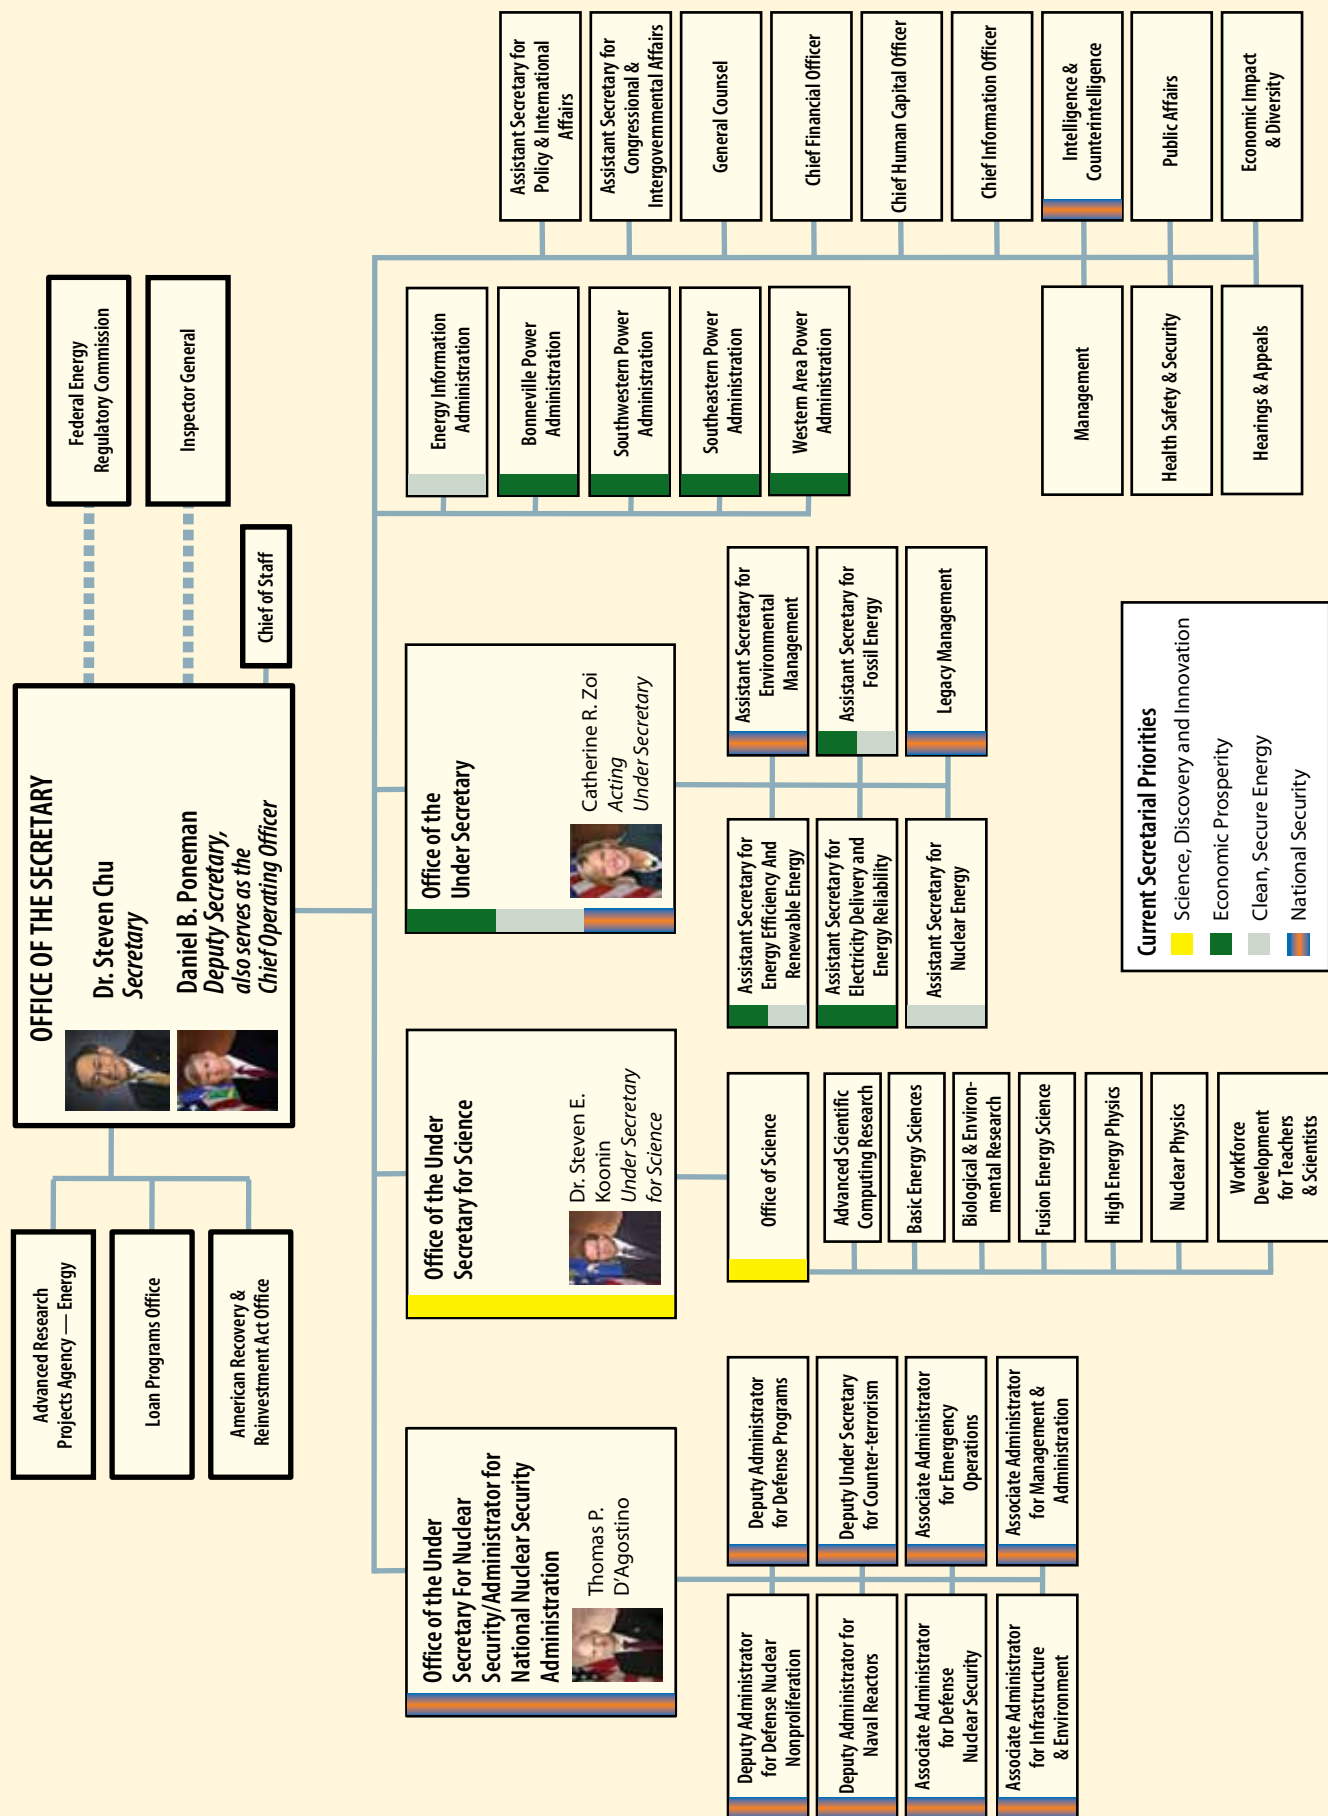 OFFICE OF THE SECRETARY
Dr. Steven Chu
Secretary
Daniel B. Poneman
Deputy Secretary,
also serves as the
Chief Operating Officer
Advanced Research
Projects Agency — Energy
Loan Programs Office
American Recovery &
Reinvestment Act Office
Federal Energy
Regulatory Commission
Inspector General
Chief of Staff
Office of the Under
Secretary For Nuclear
Security/Administrator for
National Nuclear Security
Administration
Thomas P.
D'Agostino
Deputy Administrator
for Defense Nuclear
Nonproliferation
Deputy Administrator for
Naval Reactors
Associate Administrator
for Defense
Nuclear Security
Associate Administrator
for Infrastructure
& Environment
Deputy Administrator
for Defense Programs
Deputy Under Secretary
for Counter-terrorism
Associate Administrator
for Emergency
Operations
Associate Administrator
for Management &
Administration
Office of the Under
Secretary for Science
Dr. Steven E.
Koonin
Under Secretary
for Science
Office of Science
Advanced Scientific
Computing Research
Basic Energy Sciences
Biological & Environ-
mental Research
Fusion Energy Science
High Energy Physics
Nuclear Physics
Workforce
Development
for Teachers
& Scientists
Office of the
Under Secretary
Catherine R. Zoi
Acting
Under Secretary
Assistant Secretary for
Energy Efficiency And
Renewable Energy
Assistant Secretary for
Electricity Delivery and
Energy Reliability
Assistant Secretary for
Nuclear Energy
Assistant Secretary for
Environmental
Management
Assistant Secretary for
Fossil Energy
Legacy Management
Energy Information
Administration
Bonneville Power
Administration
Southwestern Power
Administration
Southeastern Power
Administration
Western Area Power
Administration
Assistant Secretary for
Policy & International
Affairs
Assistant Secretary for
Congressional &
Intergovernmental Affairs
General Counsel
Chief Financial Officer
Chief Human Capital Officer
Chief Information Officer
Intelligence &
Counterintelligence
Public Affairs
Economic Impact
& Diversity
Management
Health Safety & Security
Hearings & Appeals
Current Secretarial Priorities
Science, Discovery and Innovation
Economic Prosperity
Clean, Secure Energy
National Security